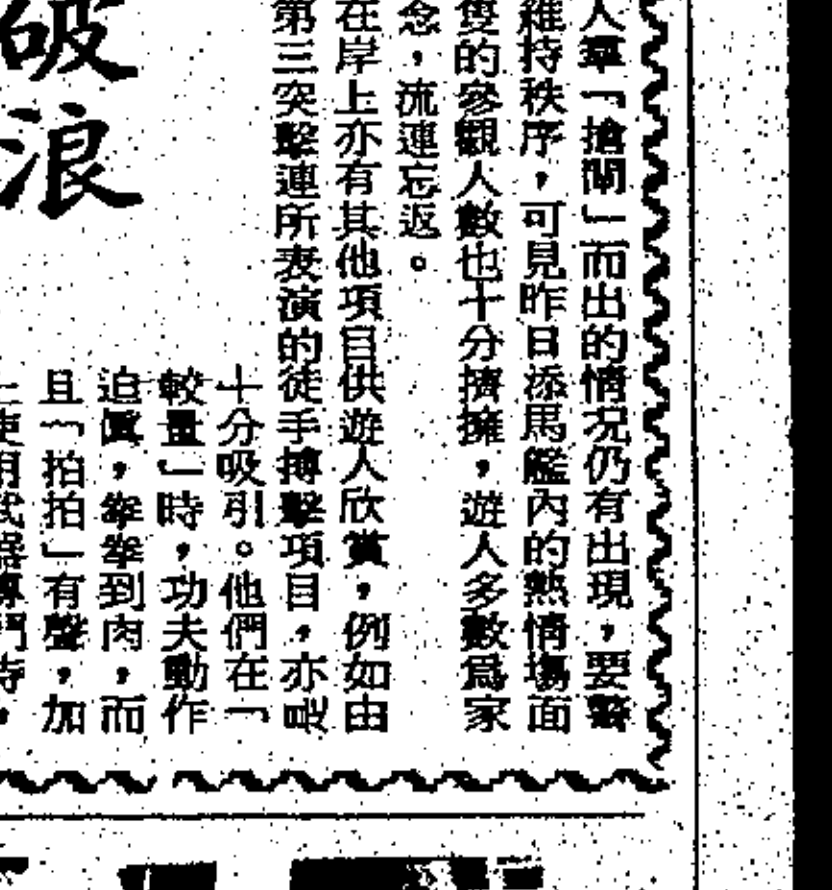 人羣「搶閘」而出的情况仍有出現，要警
維持秩序，可見昨日添馬艦內的熱情塲面
隻的參觀人數也十分擠擁，遊人多數爲家
念，流連忘返。
在岸上亦有其他項目供遊人欣賞，例如由
第三突擊連所表演的徒手搏擊項目，亦是
十分吸引。他們在「
較量」時，功夫動作
迫眞，拳拳到肉，而
且「拍拍」有聲，加
破浪